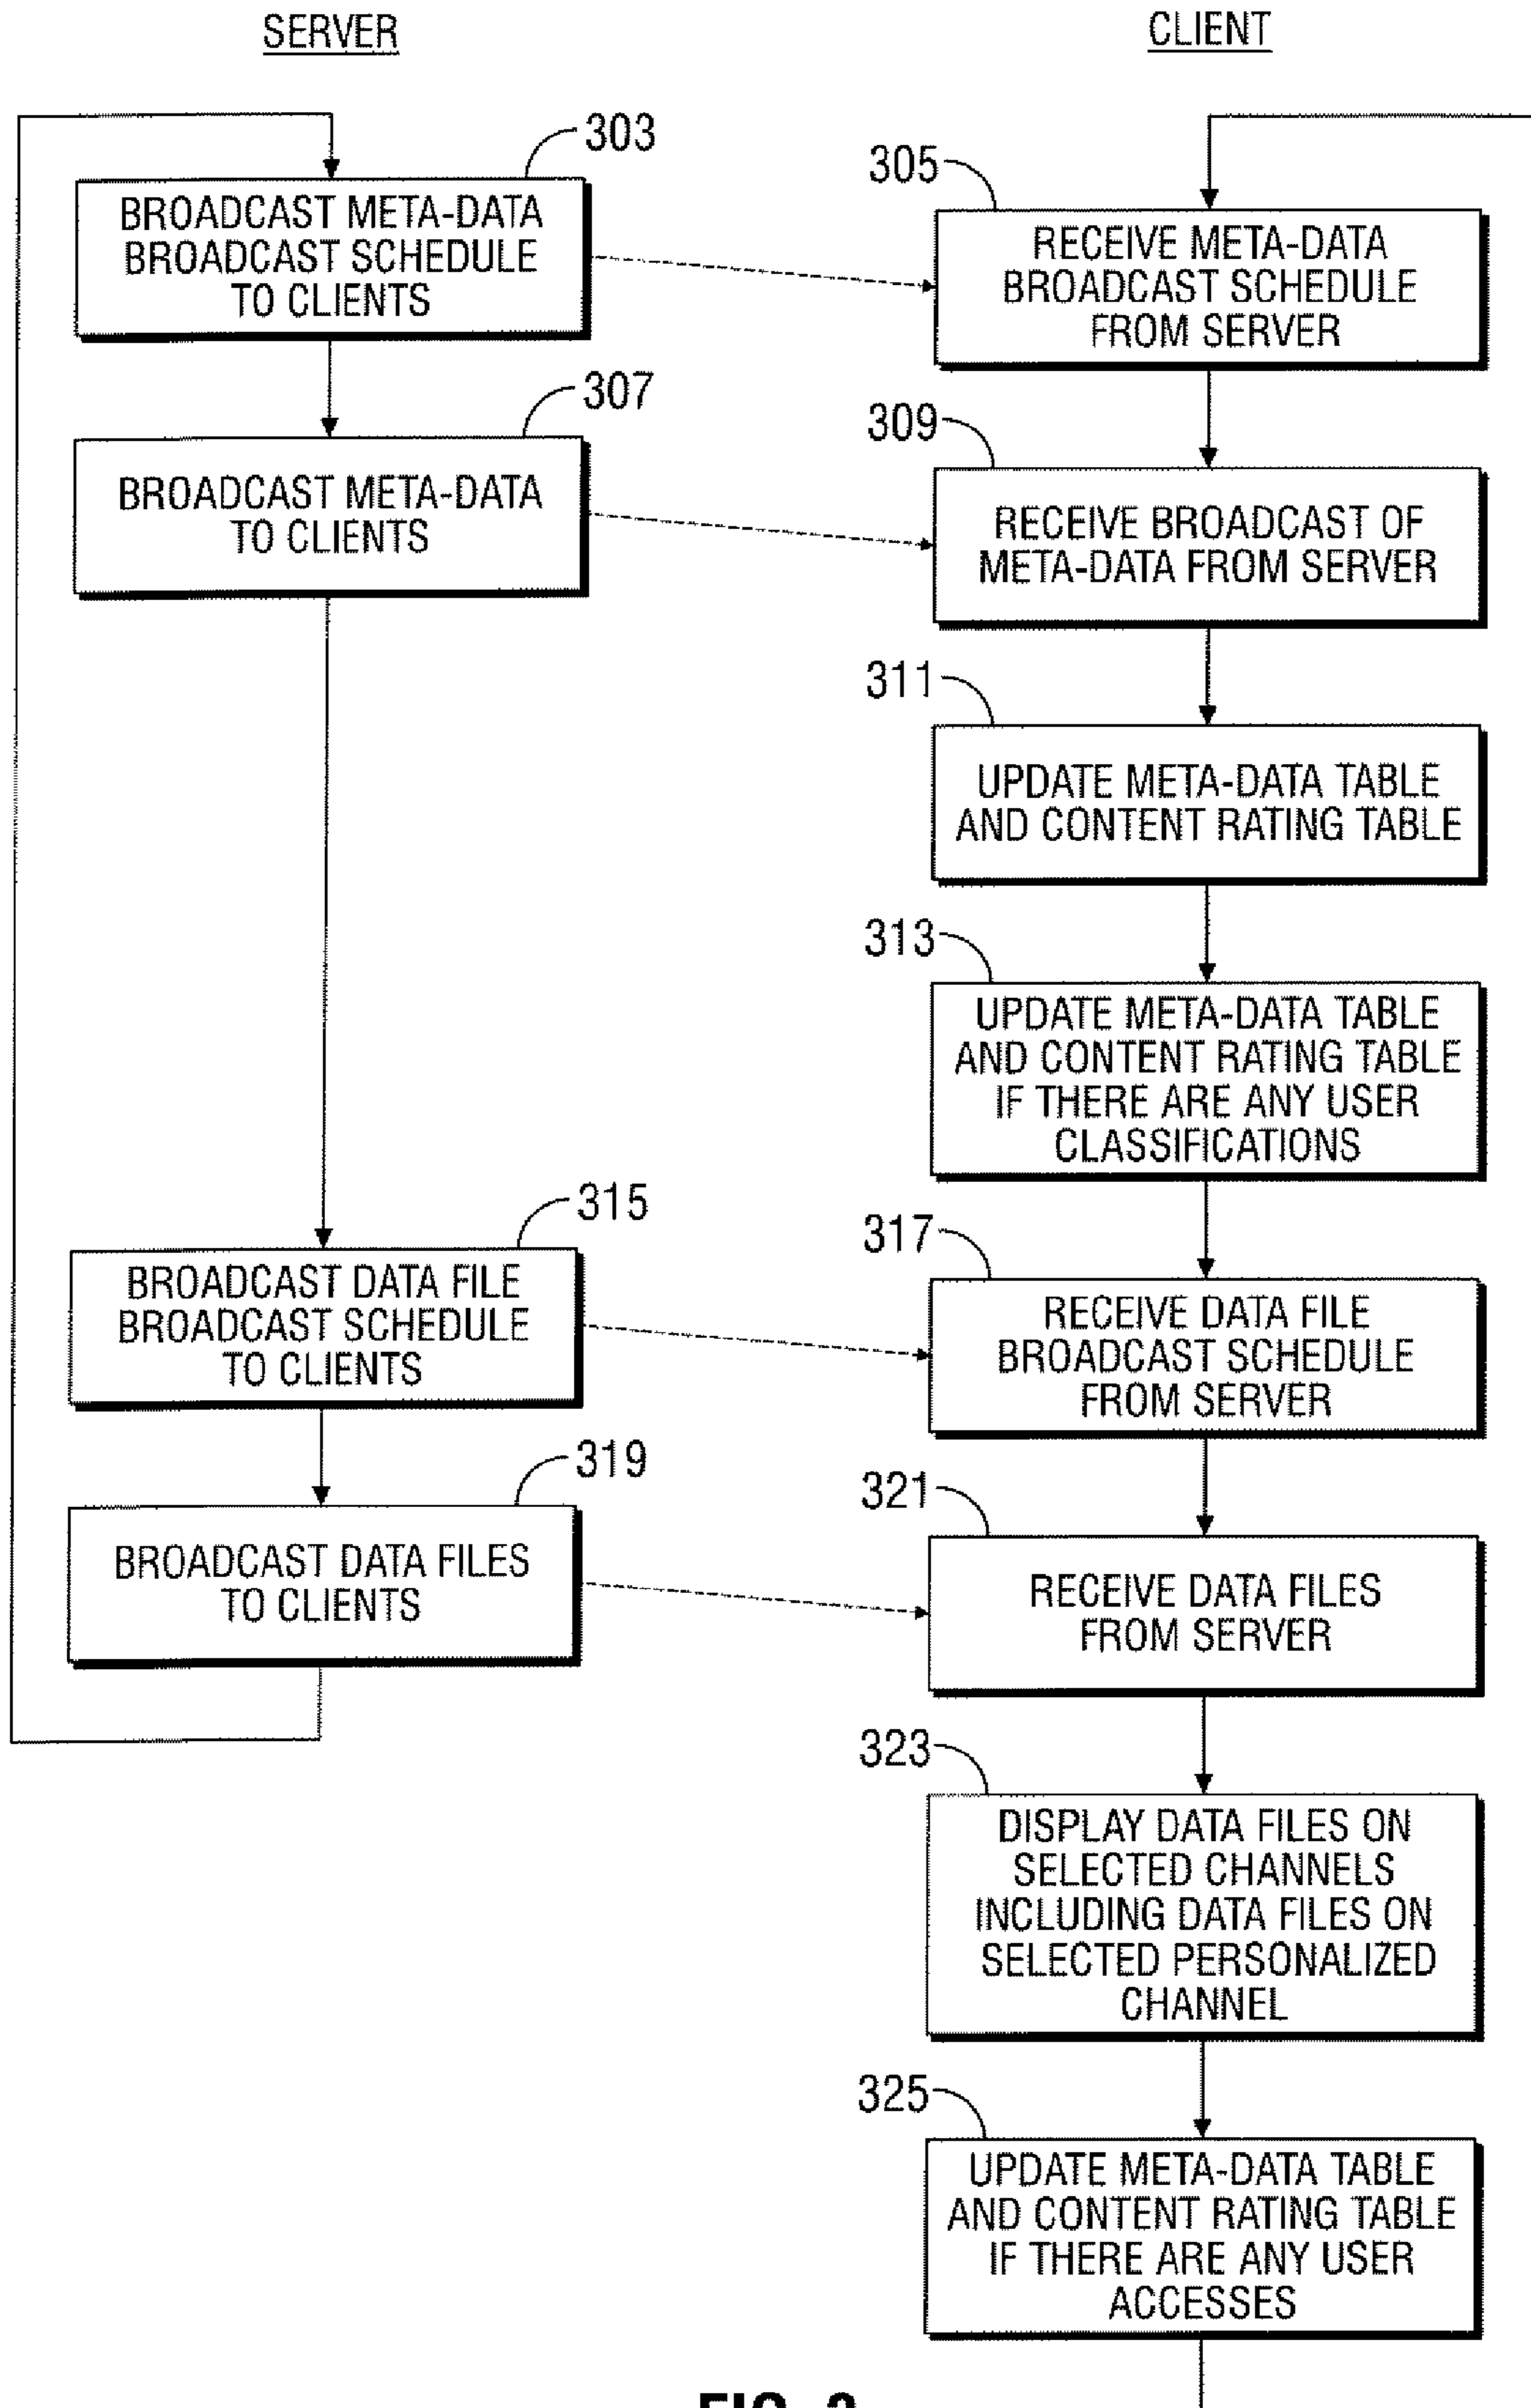 SERVER
CLIENT
303
BROADCAST META-DATA
BROADCAST SCHEDULE
TO CLIENTS
305
RECEIVE META-DATA
BROADCAST SCHEDULE
FROM SERVER
307
BROADCAST META-DATA
TO CLIENTS
309
RECEIVE BROADCAST OF
META-DATA FROM SERVER
311
UPDATE META-DATA TABLE
AND CONTENT RATING TABLE
313
UPDATE META-DATA TABLE
AND CONTENT RATING TABLE
IF THERE ARE ANY USER
CLASSIFICATIONS
315
BROADCAST DATA FILE
BROADCAST SCHEDULE
TO CLIENTS
317
RECEIVE DATA FILE
BROADCAST SCHEDULE
FROM SERVER
319
BROADCAST DATA FILES
TO CLIENTS
321
RECEIVE DATA FILES
FROM SERVER
323
DISPLAY DATA FILES ON
SELECTED CHANNELS
INCLUDING DATA FILES ON
SELECTED PERSONALIZED
CHANNEL
325
UPDATE META-DATA TABLE
AND CONTENT RATING TABLE
IF THERE ARE ANY USER
ACCESSES
FIG.